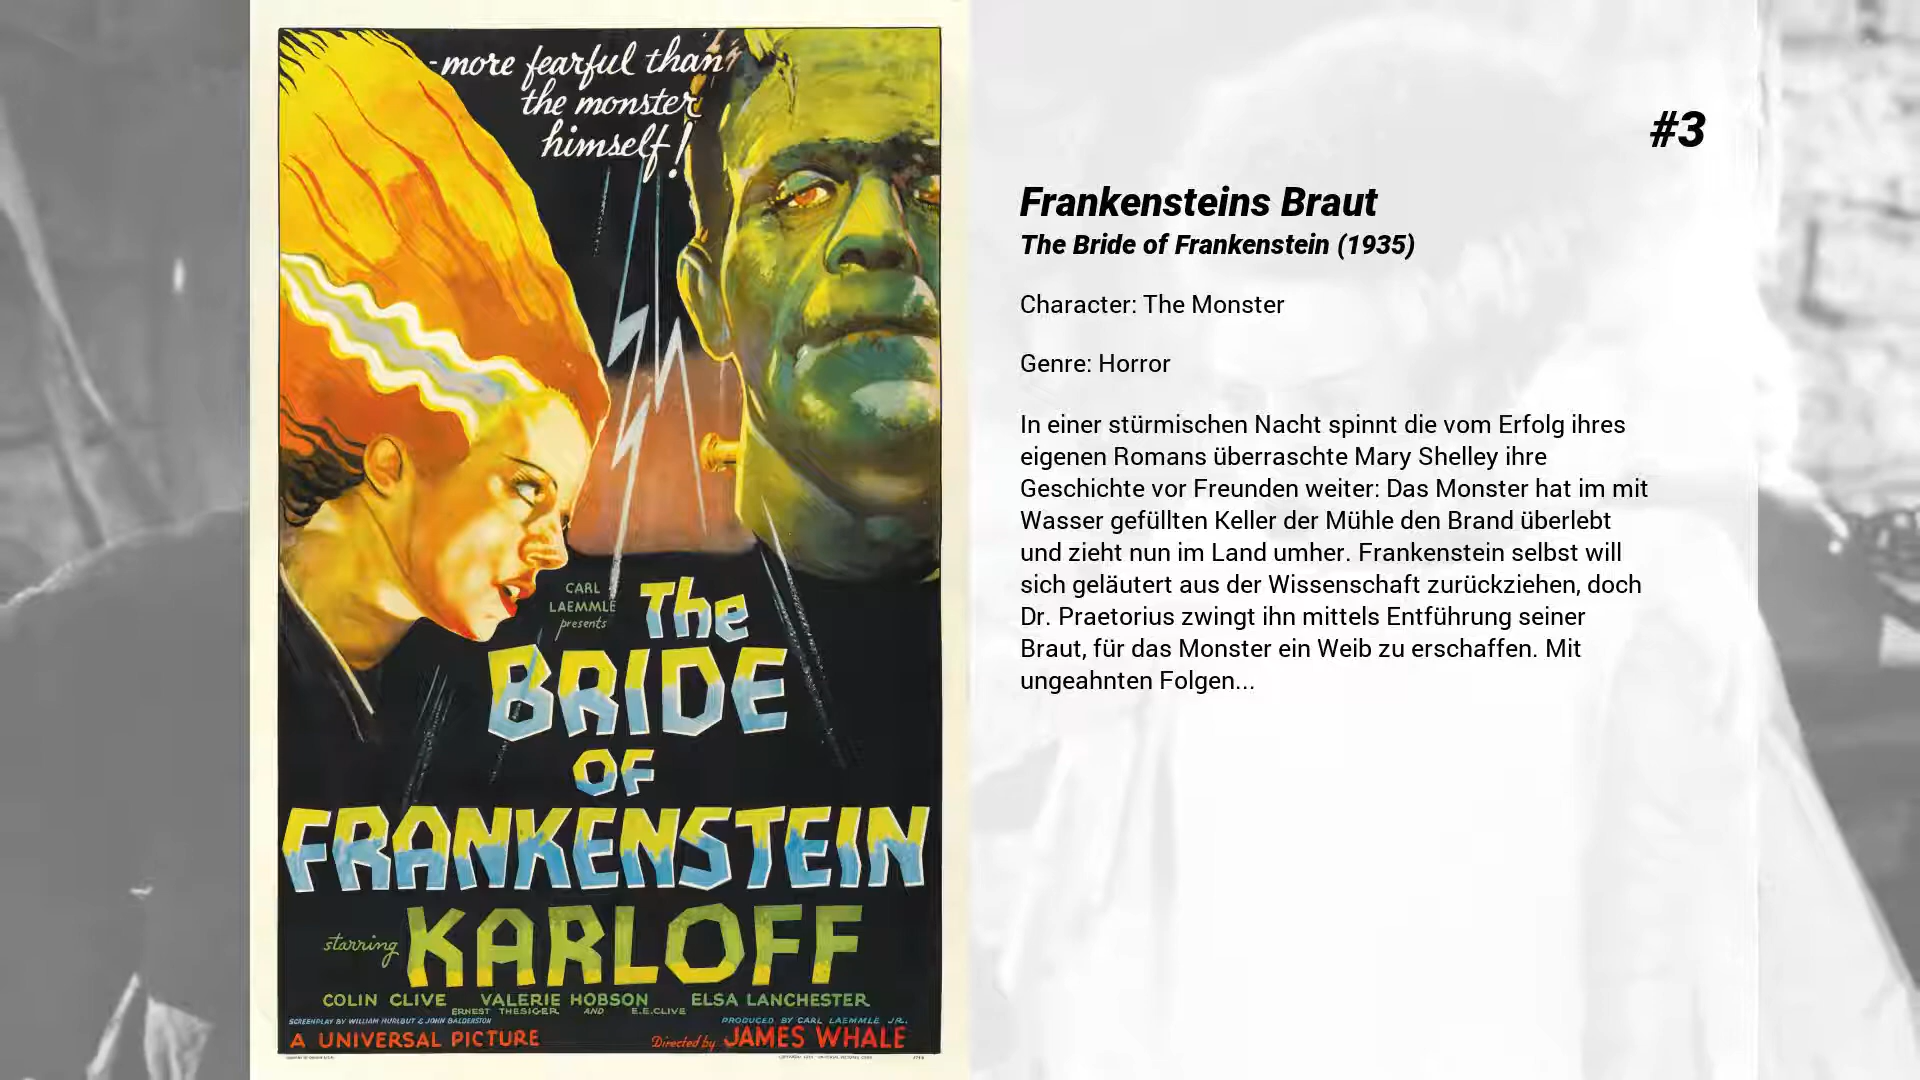 -more fearful than
the monster
himself!
CARL
LAEMMLE
presents
The
BRIDE
OF
FRANKENSTEIN
starring KARLOFF
COLIN CLIVE VALERIE HOBSON ELSA LANCHESTER
ERNEST THESIGER AND E.E.CLIVE
SCREENPLAY BY WILLIAM HURLBUT & JOHN BALDERSTON PRODUCED BY CARL LAEMMLE JR.
A UNIVERSAL PICTURE Directed by JAMES WHALE
#3
Frankensteins Braut
The Bride of Frankenstein (1935)
Character: The Monster
Genre: Horror
In einer stürmischen Nacht spinnt die vom Erfolg ihres
eigenen Romans überraschte Mary Shelley ihre
Geschichte vor Freunden weiter: Das Monster hat im mit
Wasser gefüllten Keller der Mühle den Brand überlebt
und zieht nun im Land umher. Frankenstein selbst will
sich geläutert aus der Wissenschaft zurückziehen, doch
Dr. Praetorius zwingt ihn mittels Entführung seiner
Braut, für das Monster ein Weib zu erschaffen. Mit
ungeahnten Folgen...